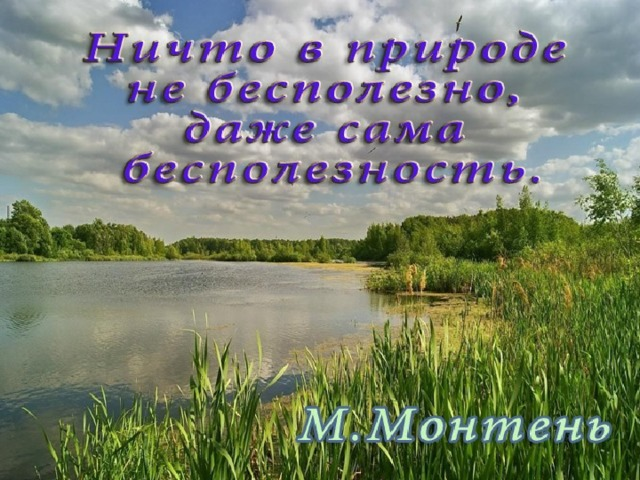 Ничто в природе
не бесполезно,
даже сама
бесполезность.
М.Монтень